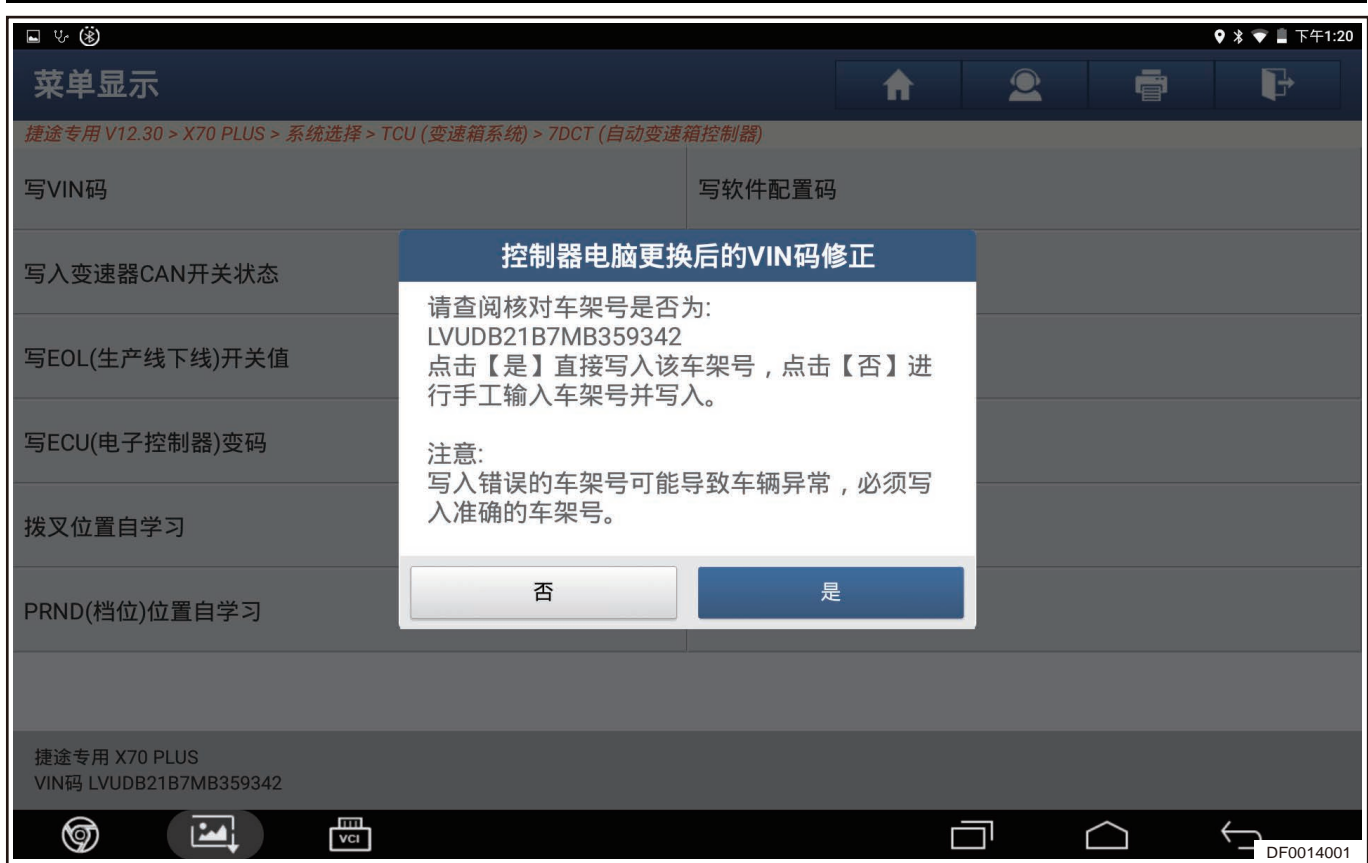 下午1:20
菜单显示
捷途专用 V12.30 > X70 PLUS > 系统选择 > TCU (变速箱系统) > 7DCT (自动变速箱控制器)
写VIN码
写软件配置码
写入变速器CAN开关状态
写EOL(生产线下线)开关值
写ECU(电子控制器)变码
拨叉位置自学习
PRND(档位)位置自学习
控制器电脑更换后的VIN码修正
请查阅核对车架号是否为:
LVUDB21B7MB359342
点击【是】直接写入该车架号，点击【否】进
行手工输入车架号并写入。
注意:
写入错误的车架号可能导致车辆异常，必须写
入准确的车架号。
否
是
捷途专用 X70 PLUS
VIN码 LVUDB21B7MB359342
VCI
DF0014001